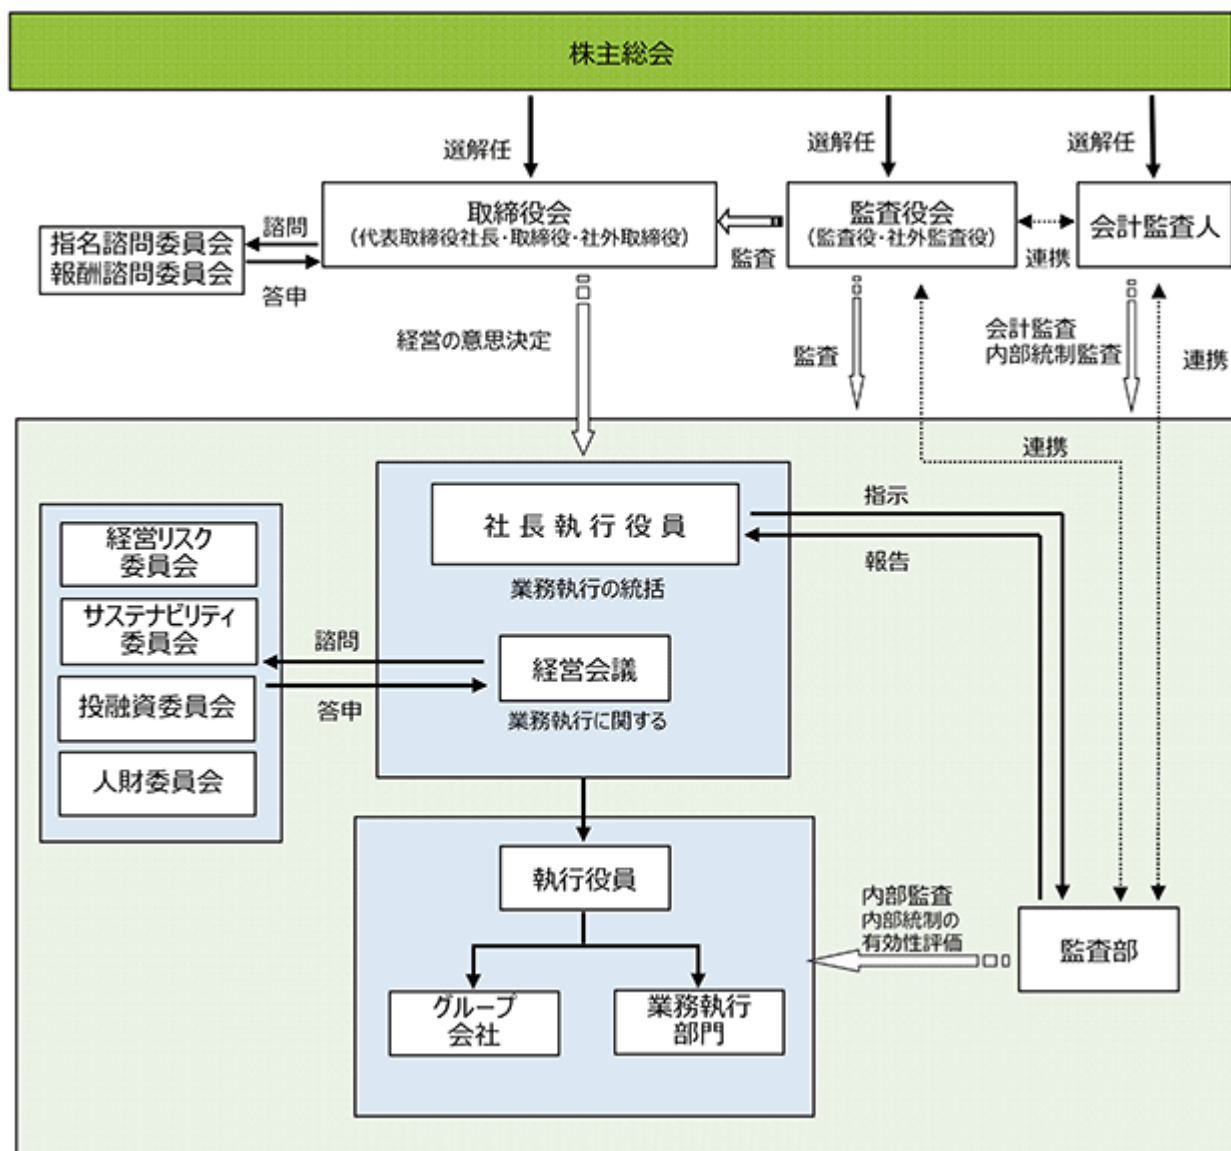 株主総会
選解任
選解任
選解任
取締役会
（代表取締役社長・取締役・社外取締役）
監査役会
（監査役・社外監査役）
会計監査人
指名諮問委員会
報酬諮問委員会
諮問
答申
監査
連携
経営の意思決定
監査
会計監査
内部統制監査
連携
連携
社長執行役員
業務執行の統括
指示
報告
経営リスク
委員会
サステナビリティ
委員会
投融資委員会
人財委員会
諮問
答申
経営会議
業務執行に関する
執行役員
グループ
会社
業務執行
部門
内部監査
内部統制の
有効性評価
監査部